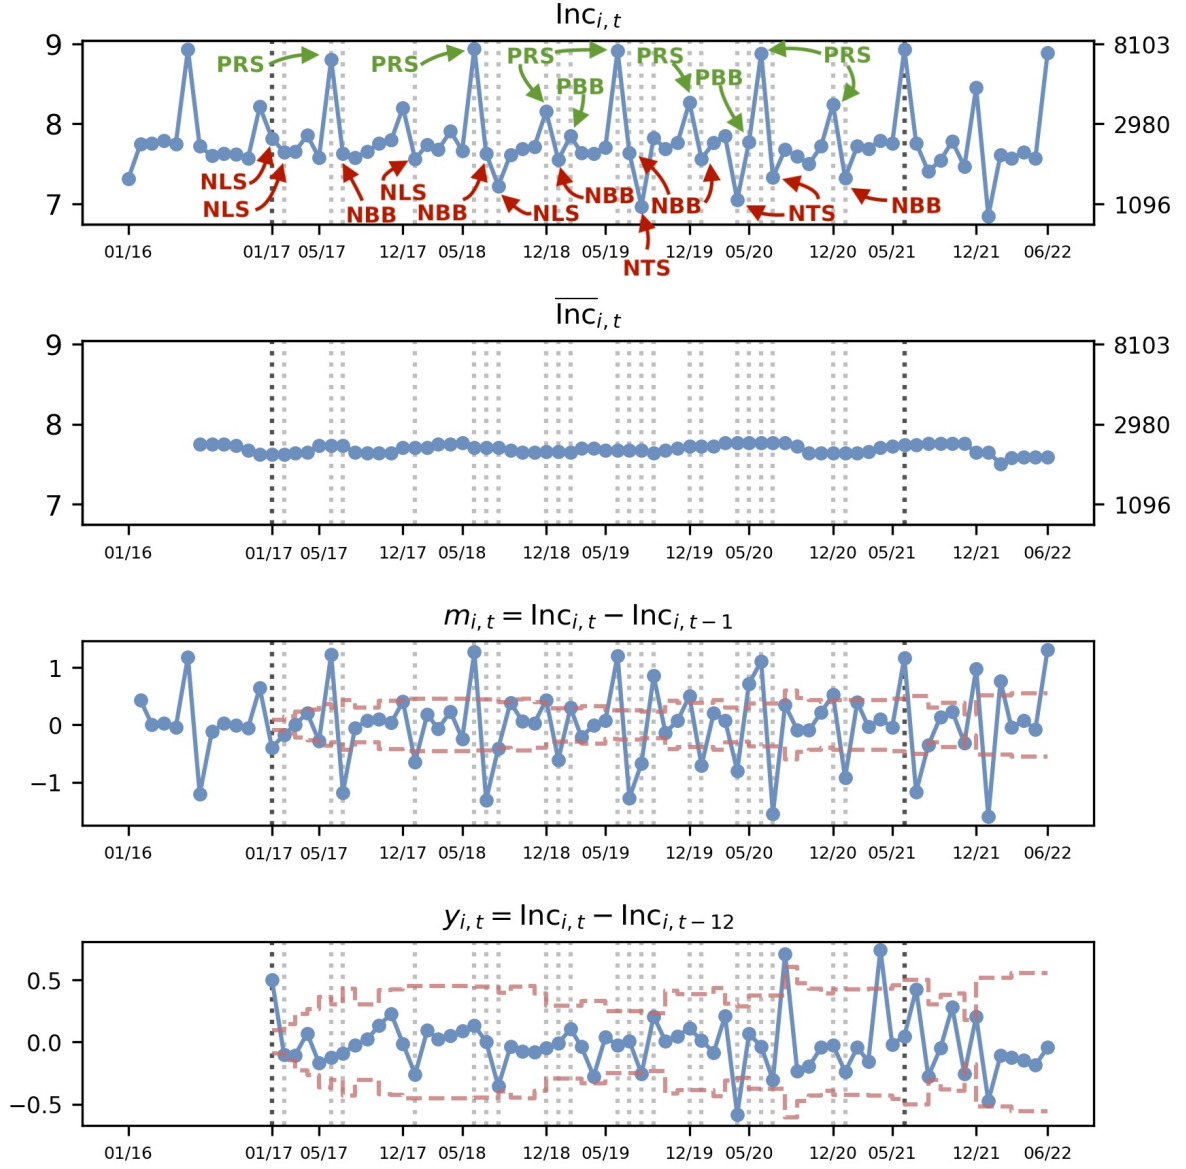 Inc_{i,t}
9 8103
PRS PRS PRS PRS PRS
PBB PBB
8 2980
NLS NLS NBB
NLS NBB NBB NLS NBB NTS NBB
7 1096
01/16 01/17 05/17 12/17 05/18 12/18 05/19 12/19 05/20 12/20 05/21 12/21 06/22
NTS
\overline{Inc}_{i,t}
9 8103
8 2980
7 1096
01/16 01/17 05/17 12/17 05/18 12/18 05/19 12/19 05/20 12/20 05/21 12/21 06/22
m_{i,t} = Inc_{i,t} − Inc_{i,t−1}
1
0
−1
01/16 01/17 05/17 12/17 05/18 12/18 05/19 12/19 05/20 12/20 05/21 12/21 06/22
y_{i,t} = Inc_{i,t} − Inc_{i,t−12}
0.5
0.0
−0.5
01/16 01/17 05/17 12/17 05/18 12/18 05/19 12/19 05/20 12/20 05/21 12/21 06/22